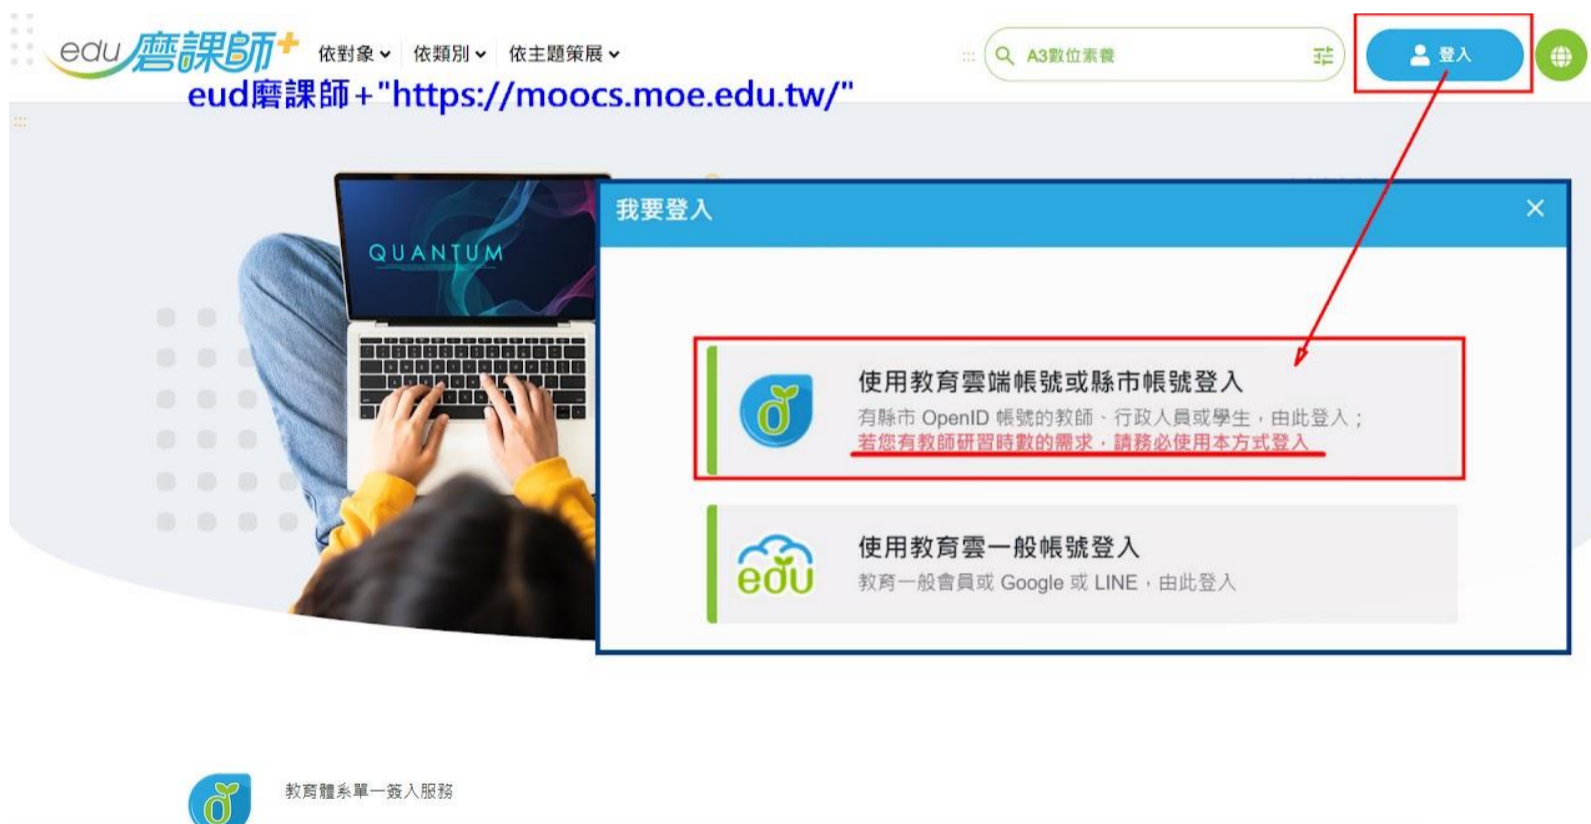 edu磨課師+ 依對象 依類別 依主題策展 A3數位素養 登入
eud磨課師+"https://moocs.moe.edu.tw/"
QUANTUM
我要登入
使用教育雲端帳號或縣市帳號登入
有縣市 OpenID 帳號的教師、行政人員或學生，由此登入；
若您有教師研習時數的需求，請務必使用本方式登入
edu
使用教育雲一般帳號登入
教育一般會員或 Google 或 LINE，由此登入
教育體系單一簽入服務